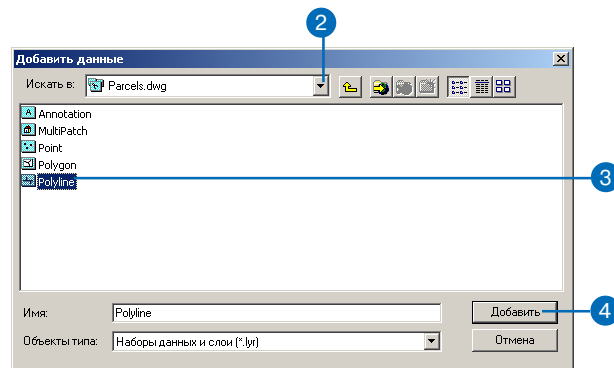 2
Добавить данные
Искать в: Parcels.dwg
Annotation
MultiPatch
Point
Polygon
Polyline
3
Имя: Polyline
Добавить
4
Объекты типа: Наборы данных и слои (*.lyr)
Отмена